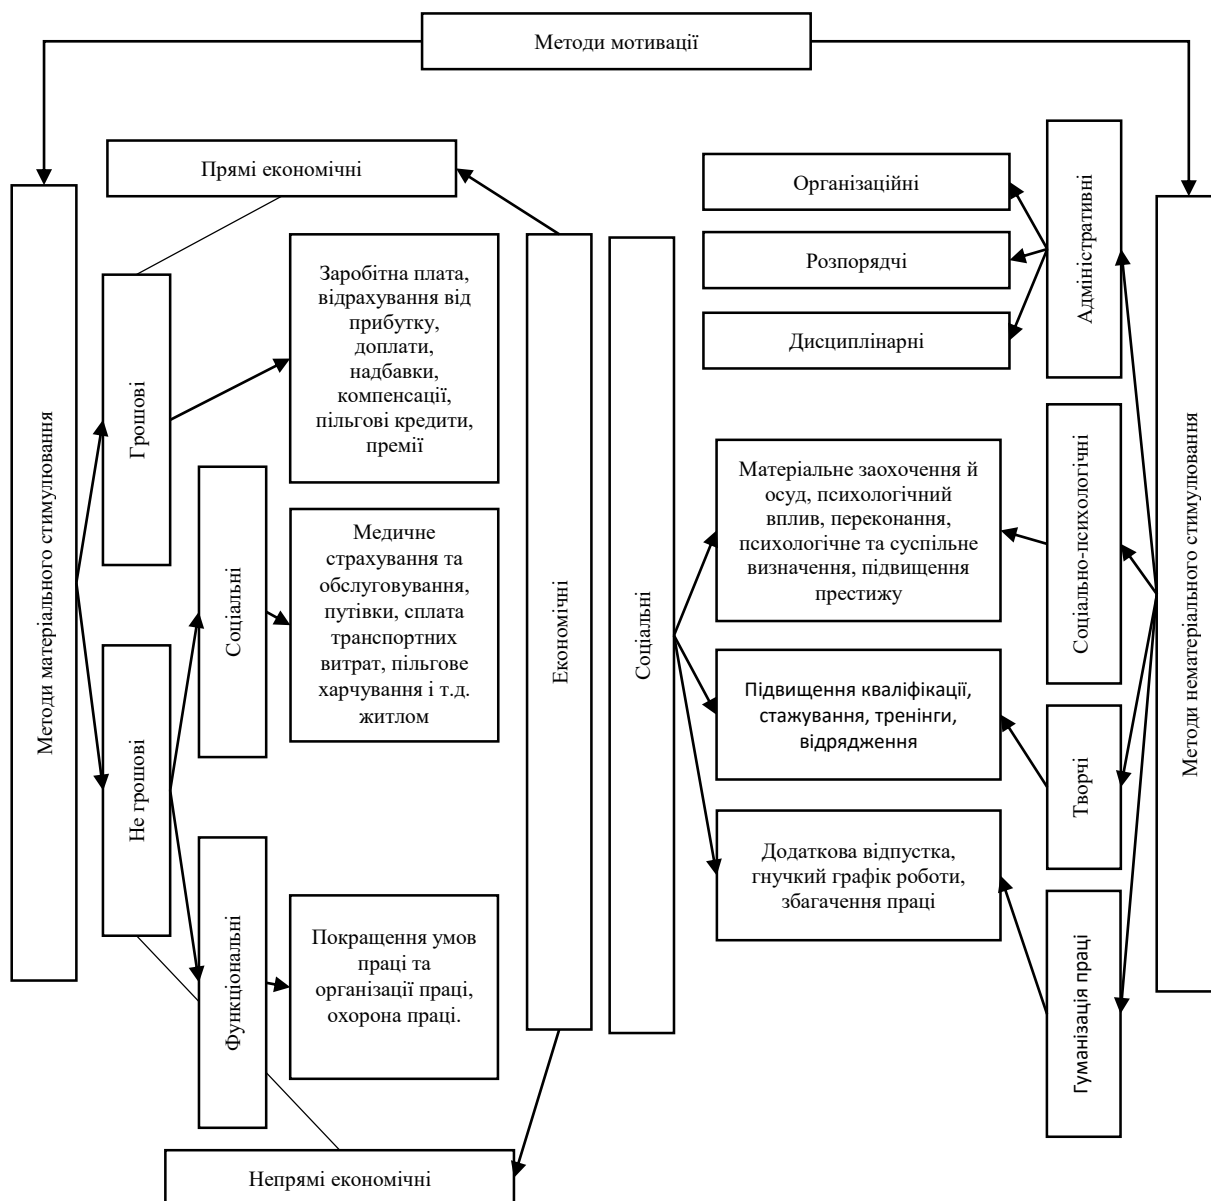 Методи мотивації
Прямі економічні
Методи матеріального стимулювання
Грошові
Заробітна плата,
відрахування від
прибутку,
доплати,
надбавки,
компенсації,
пільгові кредити,
премії
Не грошові
Соціальні
Медичне
страхування та
обслуговування,
путівки, сплата
транспортних
витрат, пільгове
харчування і т.д.
житлом
Функціональні
Покращення умов
праці та
організації праці,
охорона праці.
Непрямі економічні
Економічні
Соціальні
Організаційні
Розпорядчі
Дисциплінарні
Адміністративні
Матеріальне заохочення й
осуд, психологічний
вплив, переконання,
психологічне та суспільне
визначення, підвищення
престижу
Соціально-психологічні
Підвищення кваліфікації,
стажування, тренінги,
відрядження
Творчі
Додаткова відпустка,
гнучкий графік роботи,
збагачення праці
Гуманізація праці
Методи нематеріального стимулювання